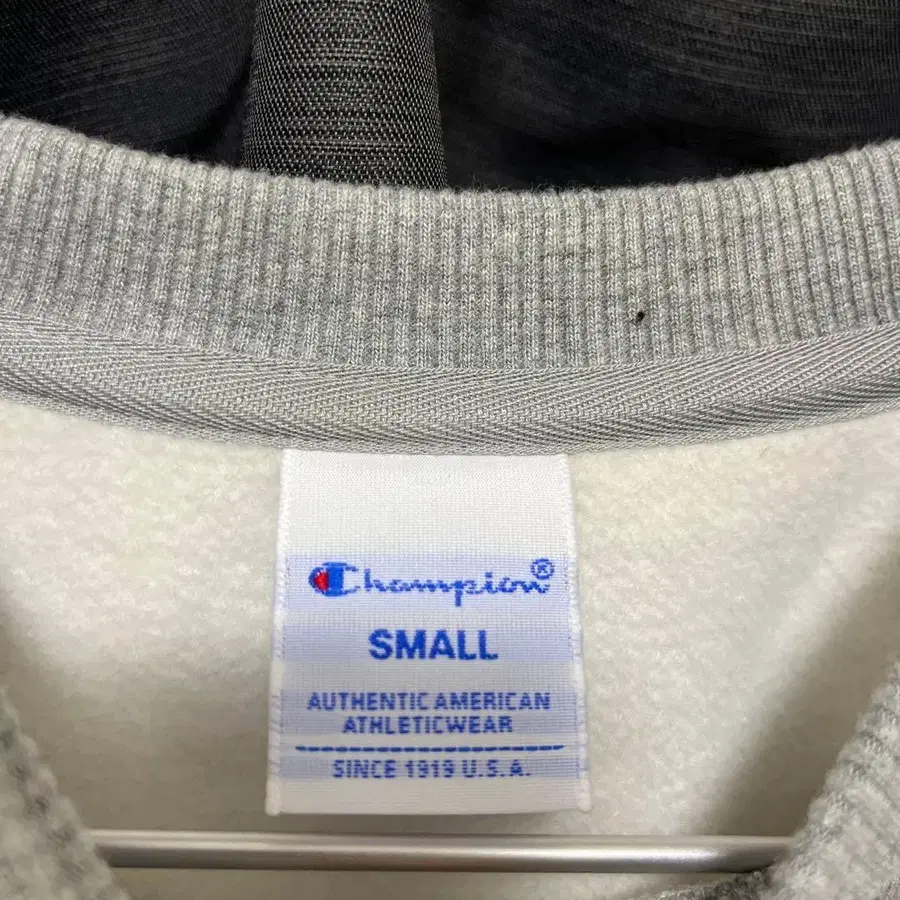 Champion®
SMALL
AUTHENTIC AMERICAN
ATHLETICWEAR
SINCE 1919 U.S.A.